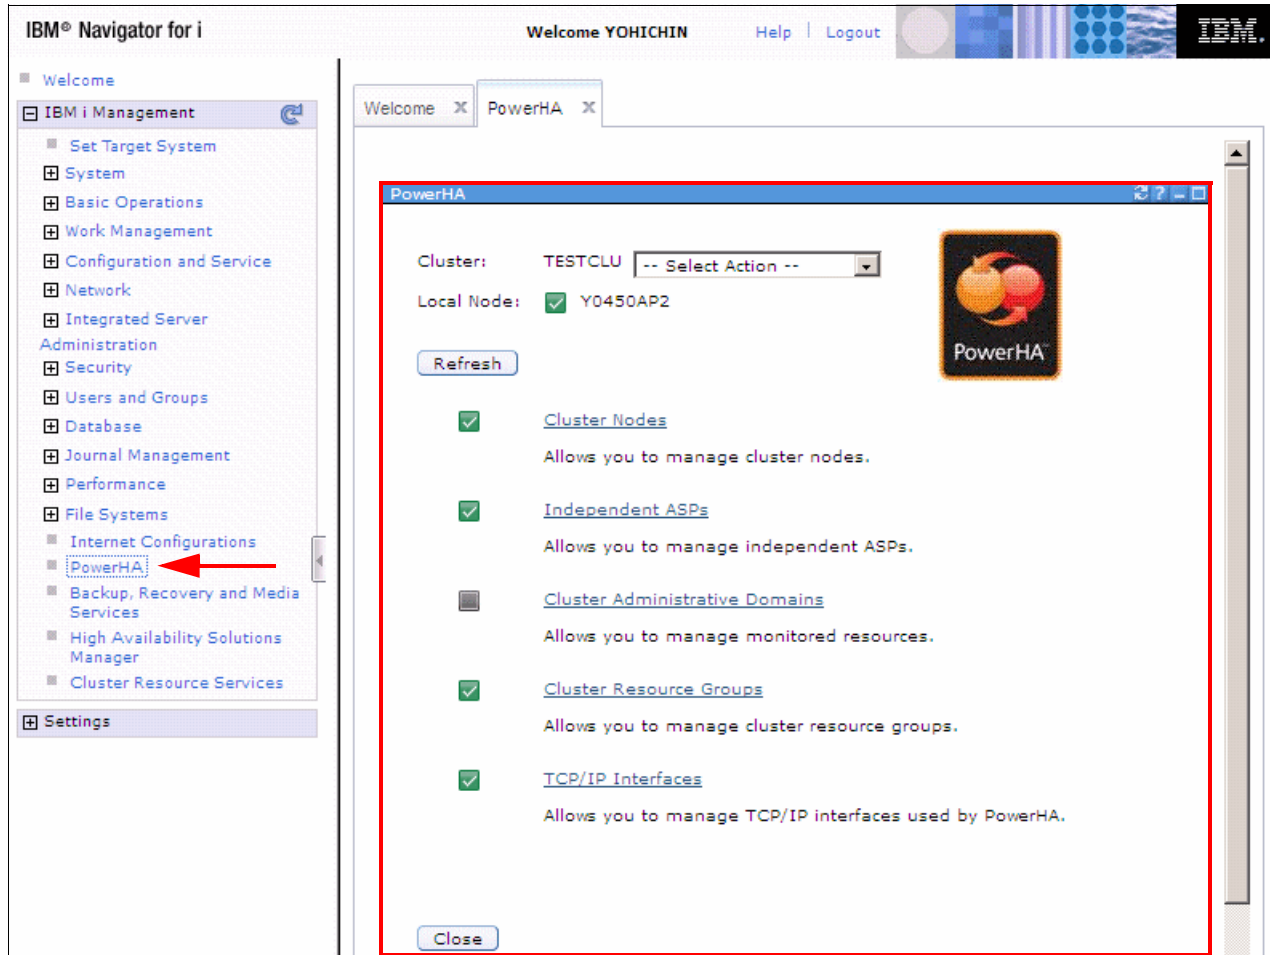 IBM® Navigator for i
Welcome YOHICHIN
Help
Logout
IBM.
Welcome
IBM i Management
Set Target System
System
Basic Operations
Work Management
Configuration and Service
Network
Integrated Server
Administration
Security
Users and Groups
Database
Journal Management
Performance
File Systems
Internet Configurations
PowerHA
Backup, Recovery and Media
Services
High Availability Solutions
Manager
Cluster Resource Services
Settings
Welcome X
PowerHA X
PowerHA
Cluster: TESTCLU -- Select Action --
Local Node: Y0450AP2
PowerHA™
Refresh
Cluster Nodes
Allows you to manage cluster nodes.
Independent ASPs
Allows you to manage independent ASPs.
Cluster Administrative Domains
Allows you to manage monitored resources.
Cluster Resource Groups
Allows you to manage cluster resource groups.
TCP/IP Interfaces
Allows you to manage TCP/IP interfaces used by PowerHA.
Close